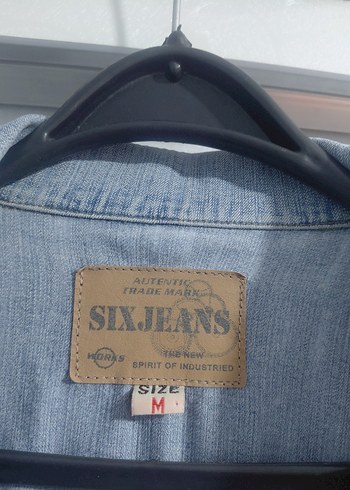 AUTENTIC
TRADE MARK
SIXJEANS
WORKS
THE NEW
SPIRIT OF INDUSTRIED
SIZE
M